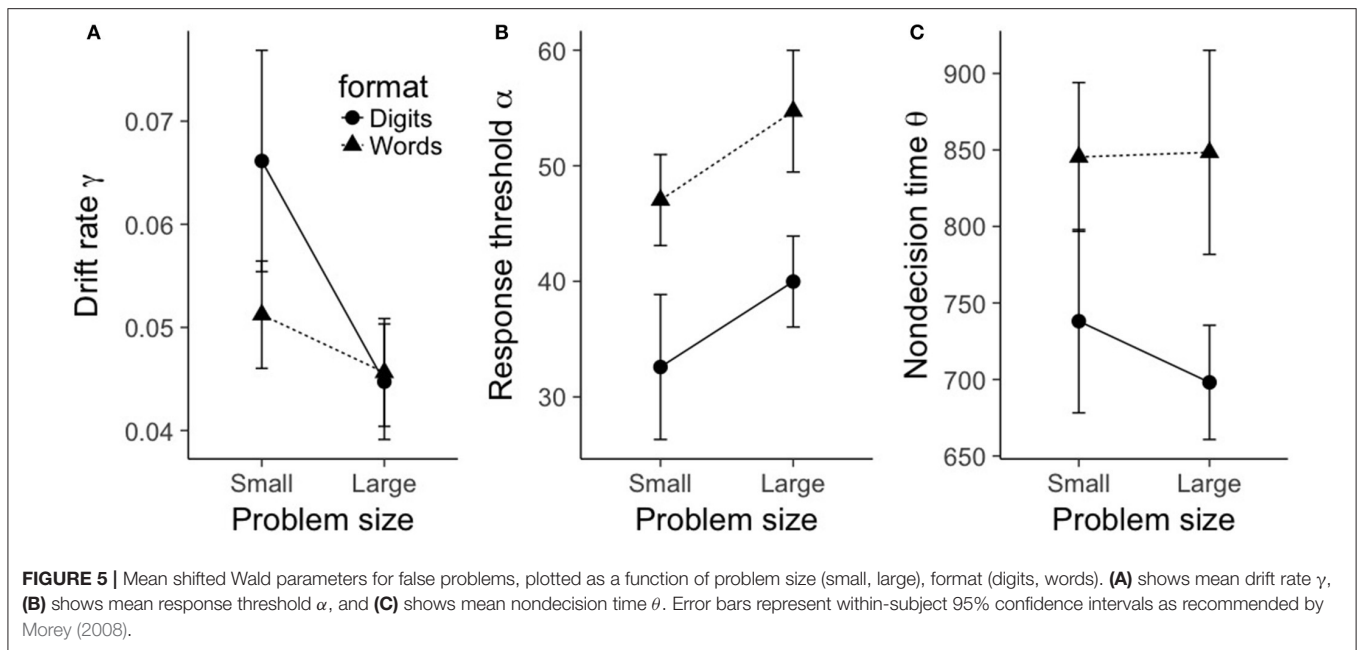 A
Drift rate γ
0.07
0.06
0.05
0.04
format
Digits
Words
Small Large
Problem size
B
Response threshold α
60
50
40
30
Small Large
Problem size
C
Nondecision time θ
900
850
800
750
700
650
Small Large
Problem size
FIGURE 5 | Mean shifted Wald parameters for false problems, plotted as a function of problem size (small, large), format (digits, words). (A) shows mean drift rate γ,
(B) shows mean response threshold α, and (C) shows mean nondecision time θ. Error bars represent within-subject 95% confidence intervals as recommended by
Morey (2008).